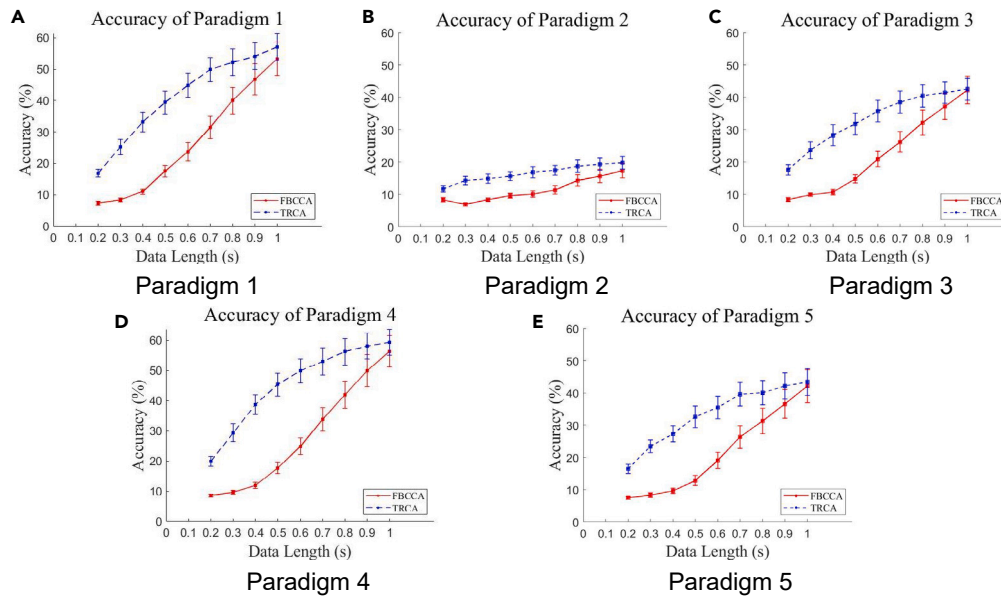 A
Accuracy of Paradigm 1
60
50
40
30
20
10
0
Accuracy (%)
FBCCA
TRCA
0 0.1 0.2 0.3 0.4 0.5 0.6 0.7 0.8 0.9 1
Data Length (s)
Paradigm 1
B
Accuracy of Paradigm 2
60
50
40
30
20
10
0
Accuracy (%)
FBCCA
TRCA
0 0.1 0.2 0.3 0.4 0.5 0.6 0.7 0.8 0.9 1
Data Length (s)
Paradigm 2
C
Accuracy of Paradigm 3
60
50
40
30
20
10
0
Accuracy (%)
FBCCA
TRCA
0 0.1 0.2 0.3 0.4 0.5 0.6 0.7 0.8 0.9 1
Data Length (s)
Paradigm 3
D
Accuracy of Paradigm 4
60
50
40
30
20
10
0
Accuracy (%)
FBCCA
TRCA
0 0.1 0.2 0.3 0.4 0.5 0.6 0.7 0.8 0.9 1
Data Length (s)
Paradigm 4
E
Accuracy of Paradigm 5
60
50
40
30
20
10
0
Accuracy (%)
FBCCA
TRCA
0 0.1 0.2 0.3 0.4 0.5 0.6 0.7 0.8 0.9 1
Data Length (s)
Paradigm 5